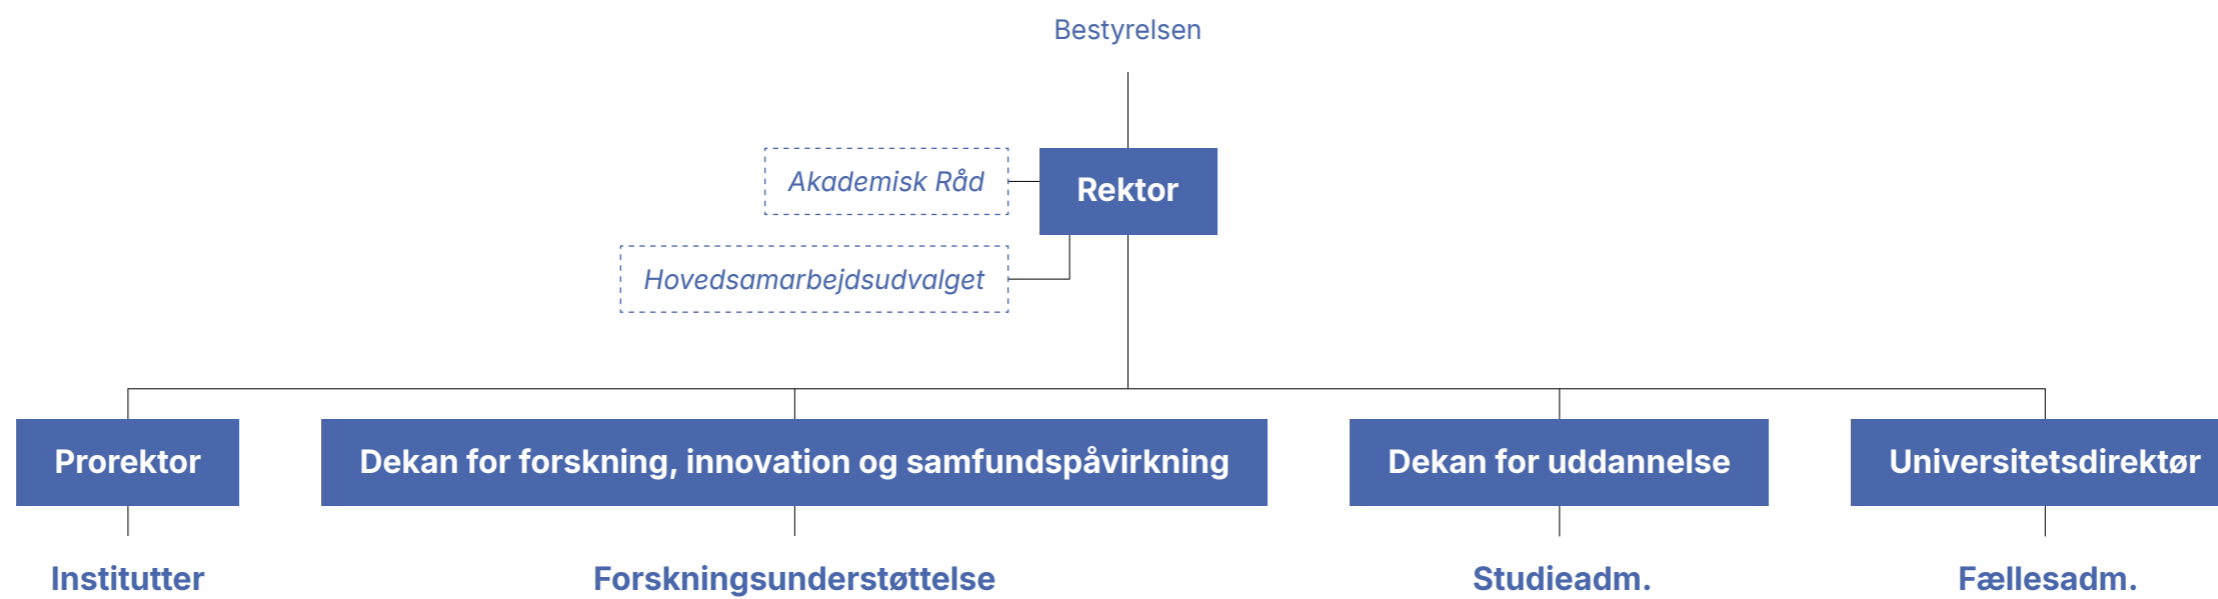 Bestyrelsen
Akademisk Råd
Rektor
Hovedsamarbejdsudvalget
Prorektor
Dekan for forskning, innovation og samfundspåvirkning
Dekan for uddannelse
Universitetsdirektør
Institutter
Forskningsunderstøttelse
Studieadm.
Fællesadm.